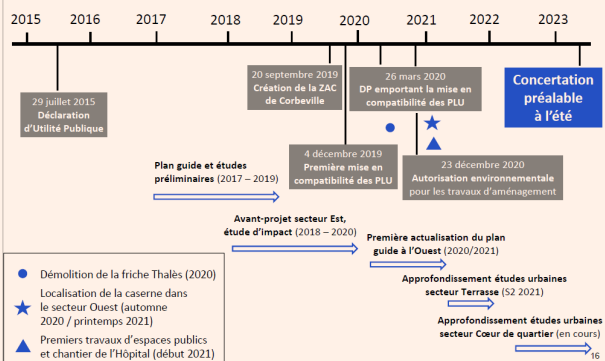 2015 2016 2017 2018 2019 2020 2021 2022 2023
29 juillet 2015
Déclaration
d’Utilité Publique
20 septembre 2019
Création de la ZAC
de Corbeville
4 décembre 2019
Première mise en
compatibilité des PLU
26 mars 2020
DP emportant la mise en
compatibilité des PLU
23 décembre 2020
Autorisation environnementale
pour les travaux d’aménagement
Concertation
préalable
à l’été
Plan guide et études
préliminaires (2017 – 2019)
Avant-projet secteur Est,
étude d’impact (2018 – 2020)
Première actualisation du plan
guide à l’Ouest (2020/2021)
Approfondissement études urbaines
secteur Terrasse (S2 2021)
Approfondissement études urbaines
secteur Cœur de quartier (en cours)
Démolition de la friche Thalès (2020)
Localisation de la caserne dans
le secteur Ouest (automne
2020 / printemps 2021)
Premiers travaux d’espaces publics
et chantier de l’Hôpital (début 2021)
16